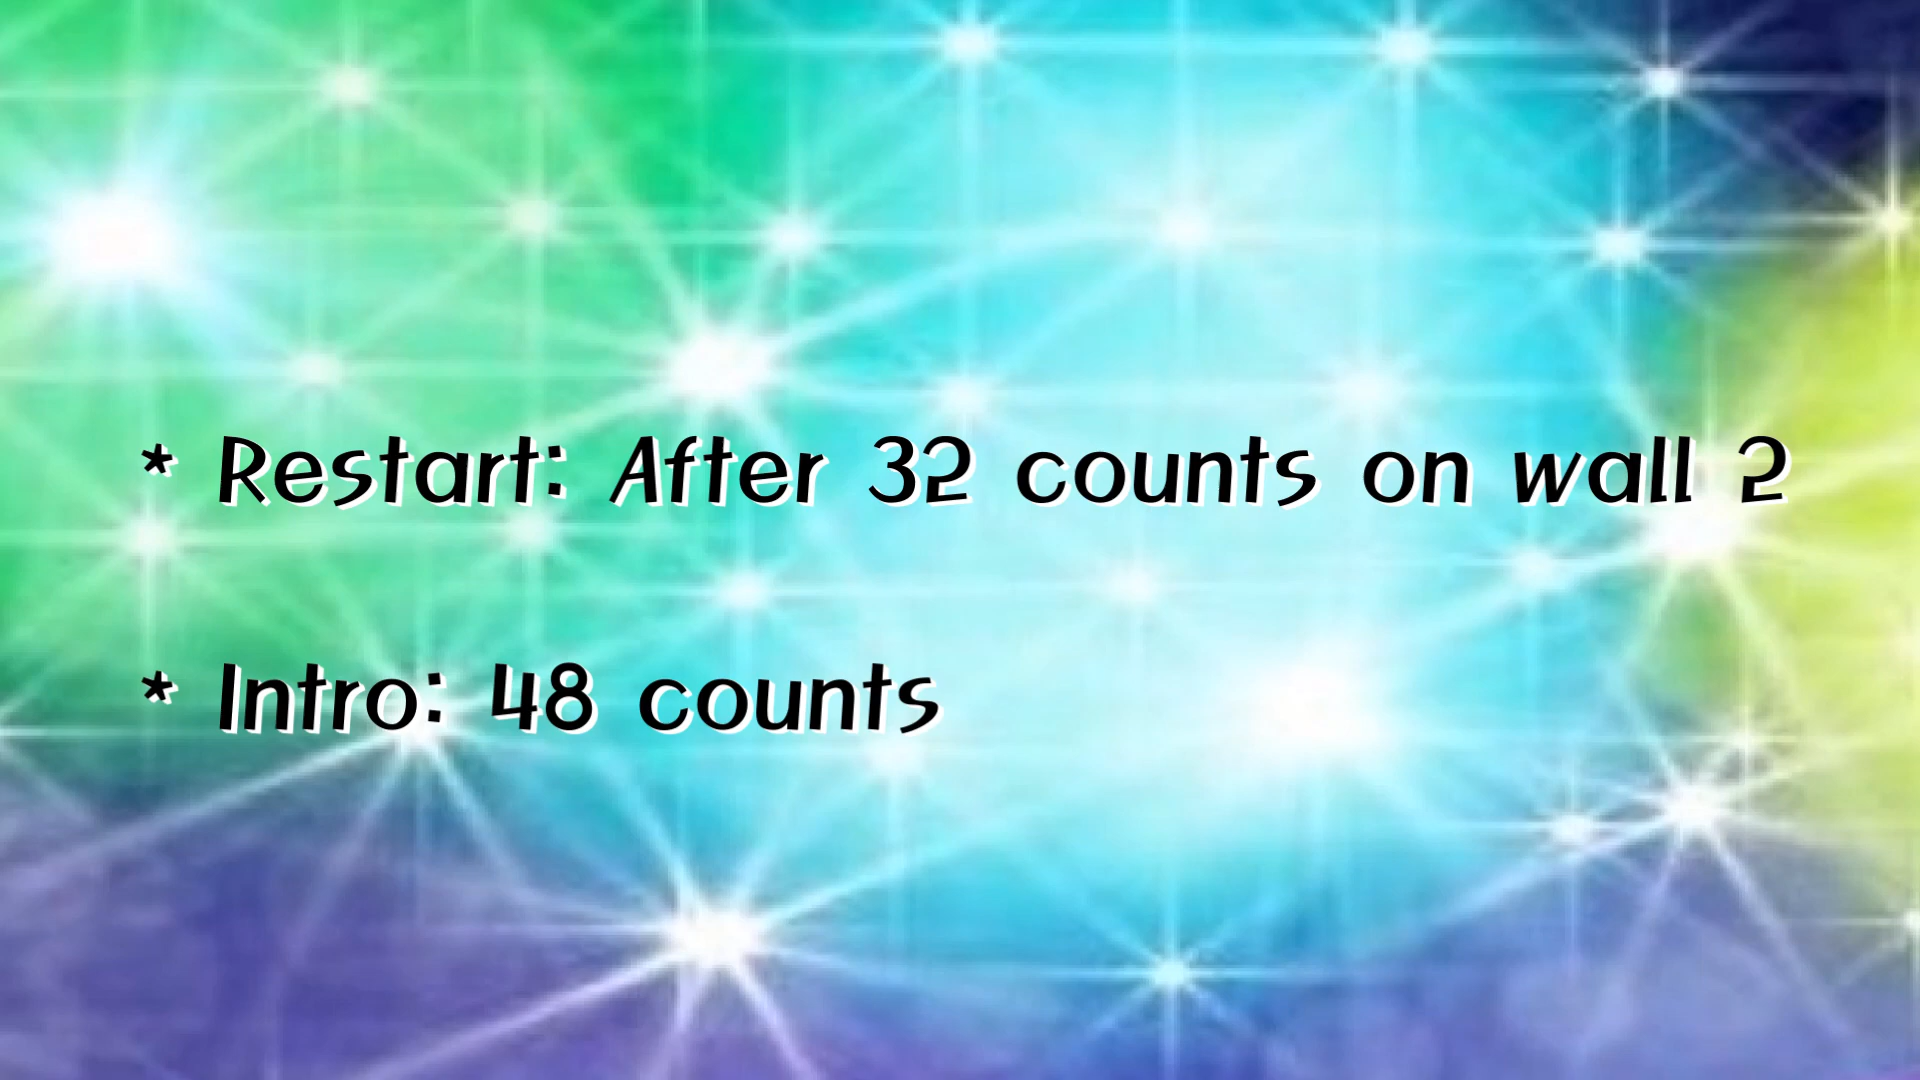 * Restart: After 32 counts on wall 2
* Intro: 48 counts